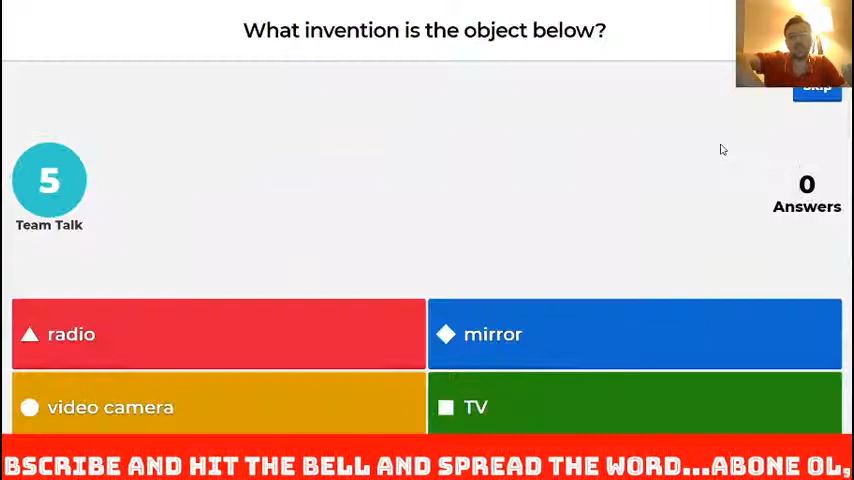 What invention is the object below?
Skip
5
Team Talk
0
Answers
radio
mirror
video camera
TV
BSCRIBE AND HIT THE BELL AND SPREAD THE WORD...ABONE OL,